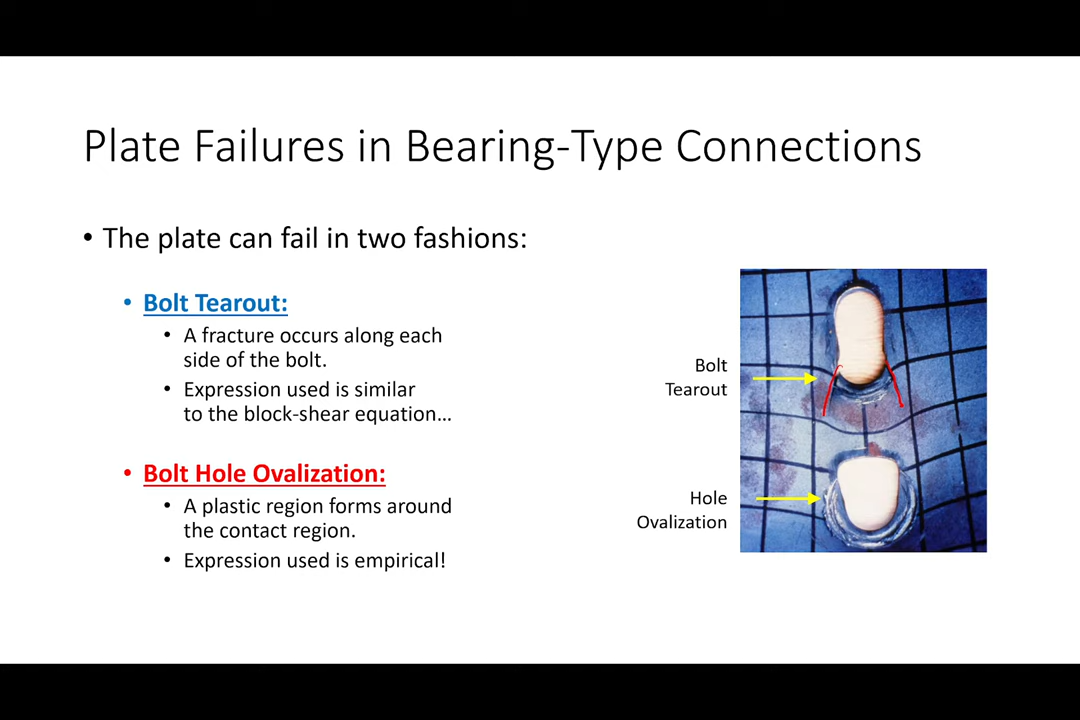 Plate Failures in Bearing-Type Connections
• The plate can fail in two fashions:
• Bolt Tearout:
• A fracture occurs along each
side of the bolt.
• Expression used is similar
to the block-shear equation…
• Bolt Hole Ovalization:
• A plastic region forms around
the contact region.
• Expression used is empirical!
Bolt
Tearout
Hole
Ovalization